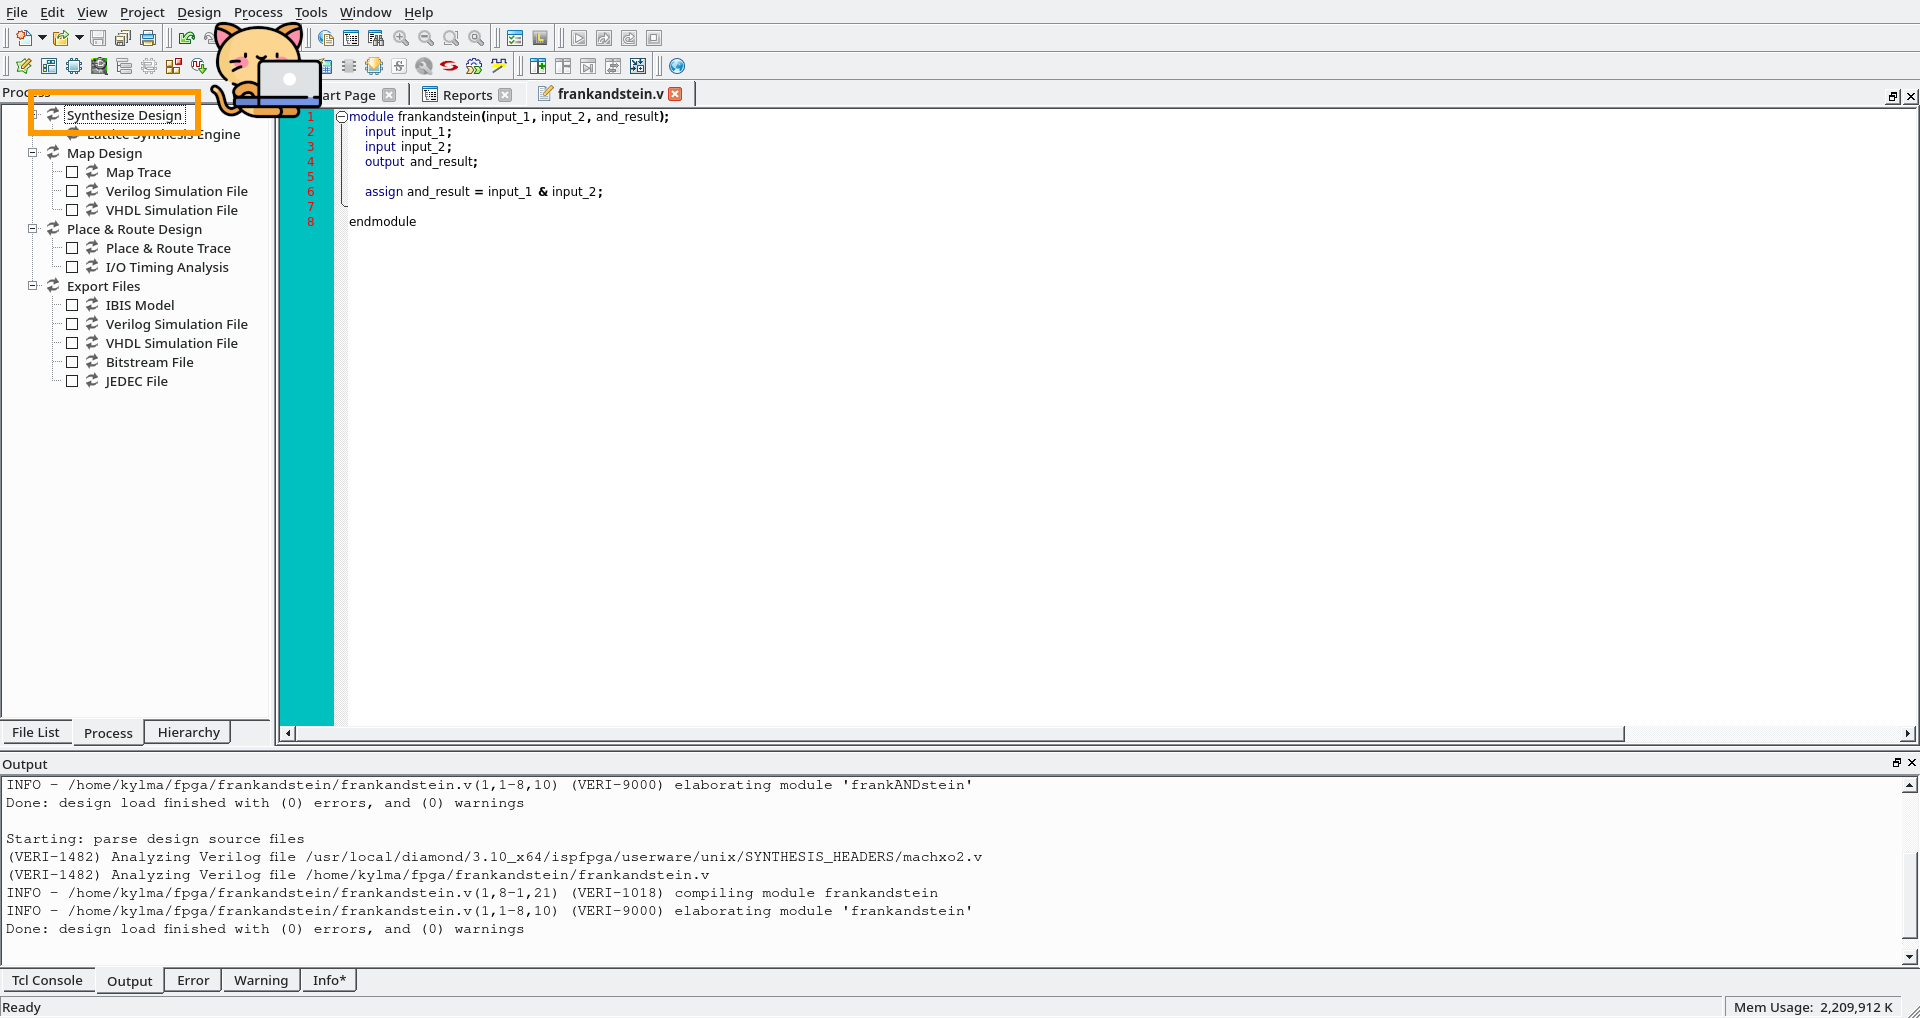 File Edit View Project Design Process Tools Window Help
Process
Synthesize Design
Lattice Synthesis Engine
Map Design
Map Trace
Verilog Simulation File
VHDL Simulation File
Place & Route Design
Place & Route Trace
I/O Timing Analysis
Export Files
IBIS Model
Verilog Simulation File
VHDL Simulation File
Bitstream File
JEDEC File
File List Process Hierarchy
art Page Reports frankandstein.v
1 module frankandstein(input_1, input_2, and_result);
2 input input_1;
3 input input_2;
4 output and_result;
5
6 assign and_result = input_1 & input_2;
7
8 endmodule
Output
INFO - /home/kylma/fpga/frankandstein/frankandstein.v(1,1-8,10) (VERI-9000) elaborating module 'frankANDstein'
Done: design load finished with (0) errors, and (0) warnings
Starting: parse design source files
(VERI-1482) Analyzing Verilog file /usr/local/diamond/3.10_x64/ispfpga/userware/unix/SYNTHESIS_HEADERS/machxo2.v
(VERI-1482) Analyzing Verilog file /home/kylma/fpga/frankandstein/frankandstein.v
INFO - /home/kylma/fpga/frankandstein/frankandstein.v(1,8-1,21) (VERI-1018) compiling module frankandstein
INFO - /home/kylma/fpga/frankandstein/frankandstein.v(1,1-8,10) (VERI-9000) elaborating module 'frankandstein'
Done: design load finished with (0) errors, and (0) warnings
Tcl Console Output Error Warning Info*
Ready Mem Usage: 2,209,912 K